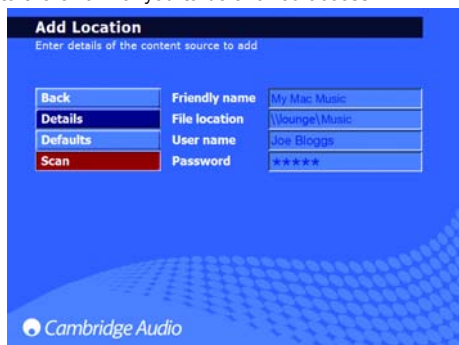 Add Location
Enter details of the content source to add
Back
Friendly name
My Mac Music
Details
File location
\\lounge\Music
Defaults
User name
Joe Bloggs
Scan
Password
*****
Cambridge Audio